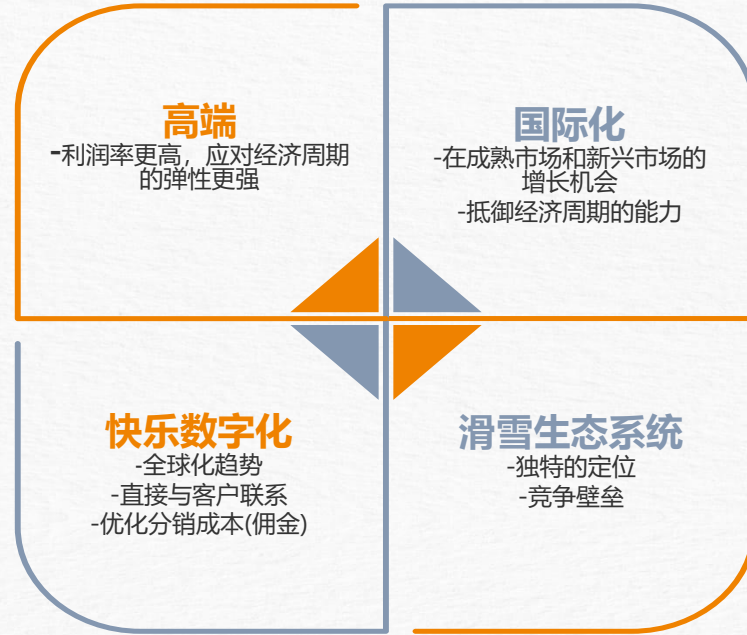 高端
-利润率更高，应对经济周期
的弹性更强
国际化
-在成熟市场和新兴市场的
增长机会
-抵御经济周期的能力
快乐数字化
-全球化趋势
-直接与客户联系
-优化分销成本(佣金)
滑雪生态系统
-独特的定位
-竞争壁垒